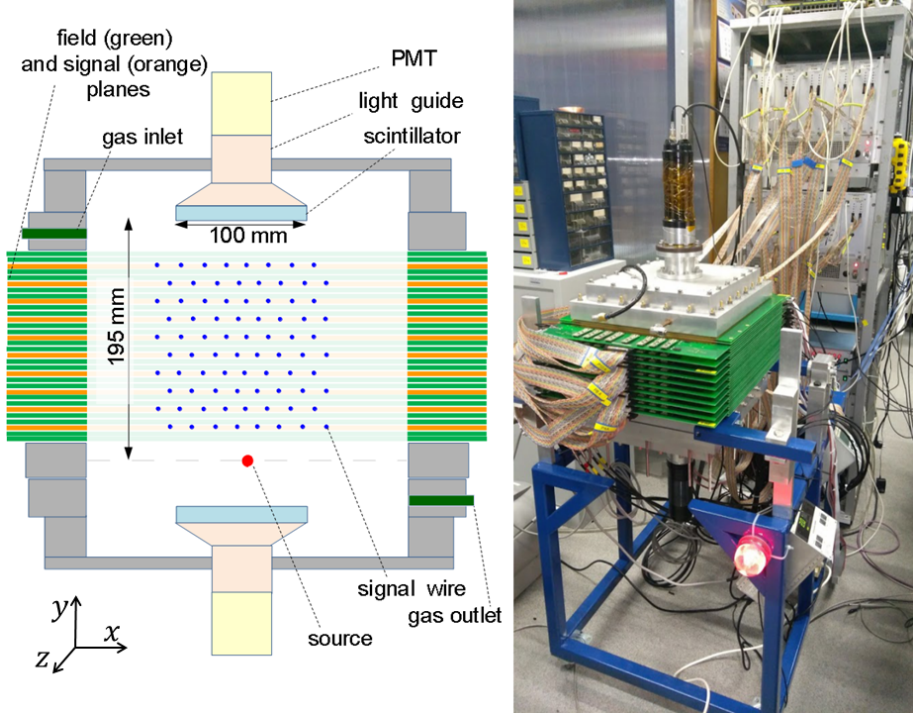 field (green)
and signal (orange)
planes
PMT
light guide
gas inlet
scintillator
100 mm
195 mm
signal wire
gas outlet
source
y
x
z